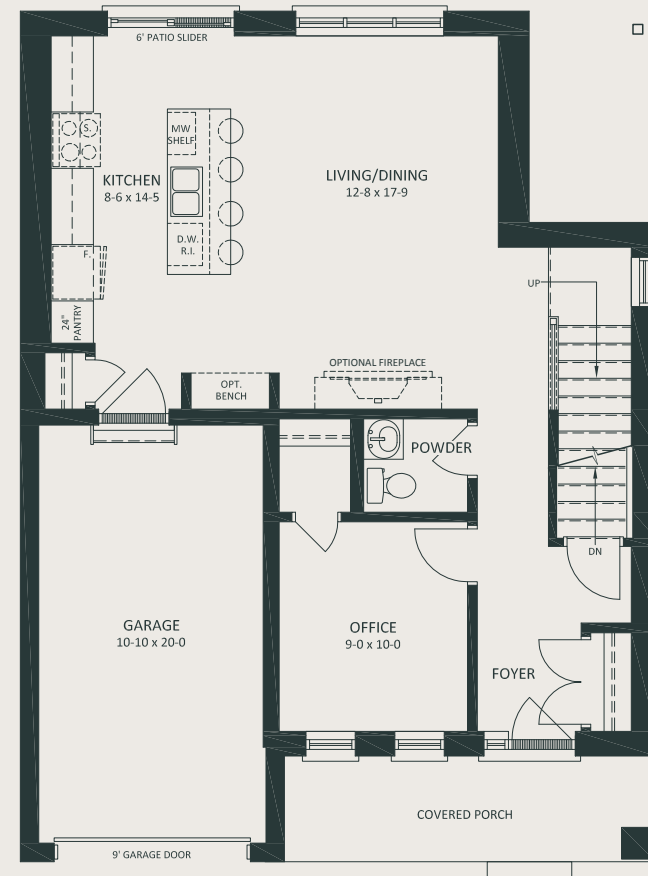 6' PATIO SLIDER
S.
MW
SHELF
KITCHEN
8-6 x 14-5
LIVING/DINING
12-8 x 17-9
D.W.
R.I.
F.
UP
24"
PANTRY
OPTIONAL FIREPLACE
OPT.
BENCH
POWDER
DN
GARAGE
10-10 x 20-0
OFFICE
9-0 x 10-0
FOYER
COVERED PORCH
9' GARAGE DOOR